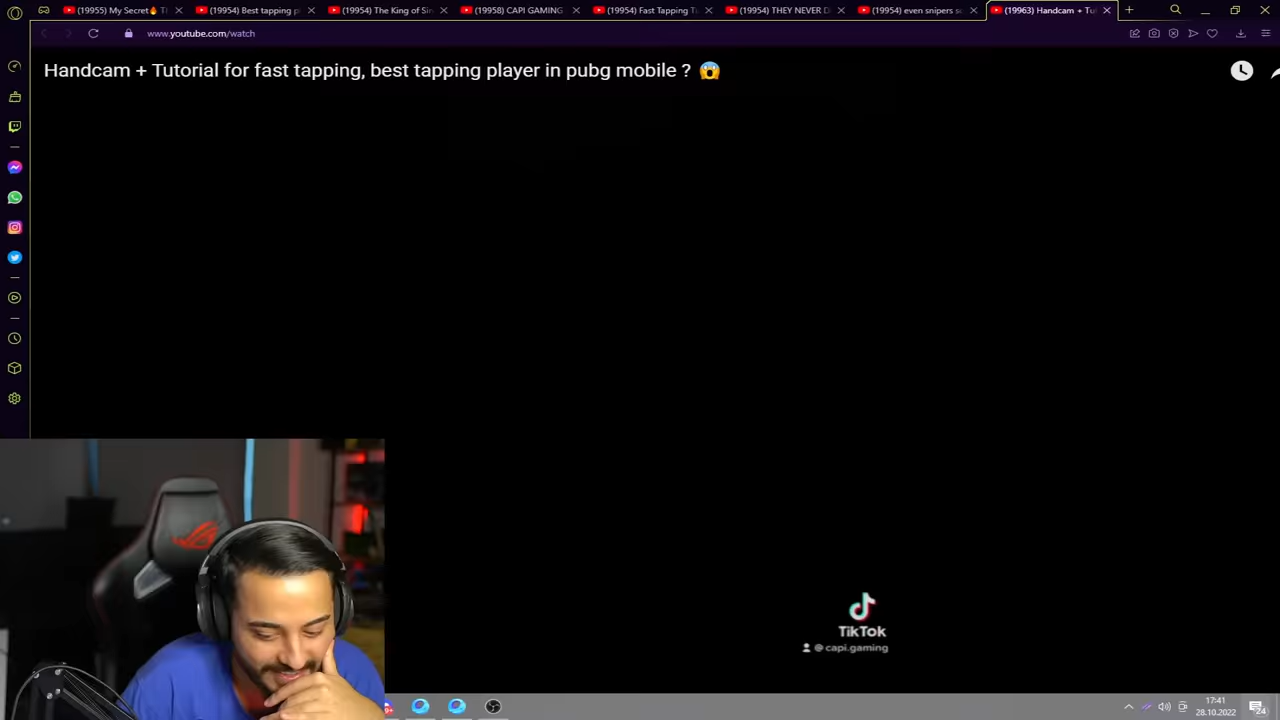 (19955) My Secret🔥 T
(19954) Best tapping p
(19954) The King of Sin
(19958) CAPI GAMING
(19954) Fast Tapping T
(19954) THEY NEVER D
(19954) even snipers s
(19963) Handcam + Tu
www.youtube.com/watch
Handcam + Tutorial for fast tapping, best tapping player in pubg mobile ? 😱
TikTok
@capi.gaming
17:41
28.10.2022
24